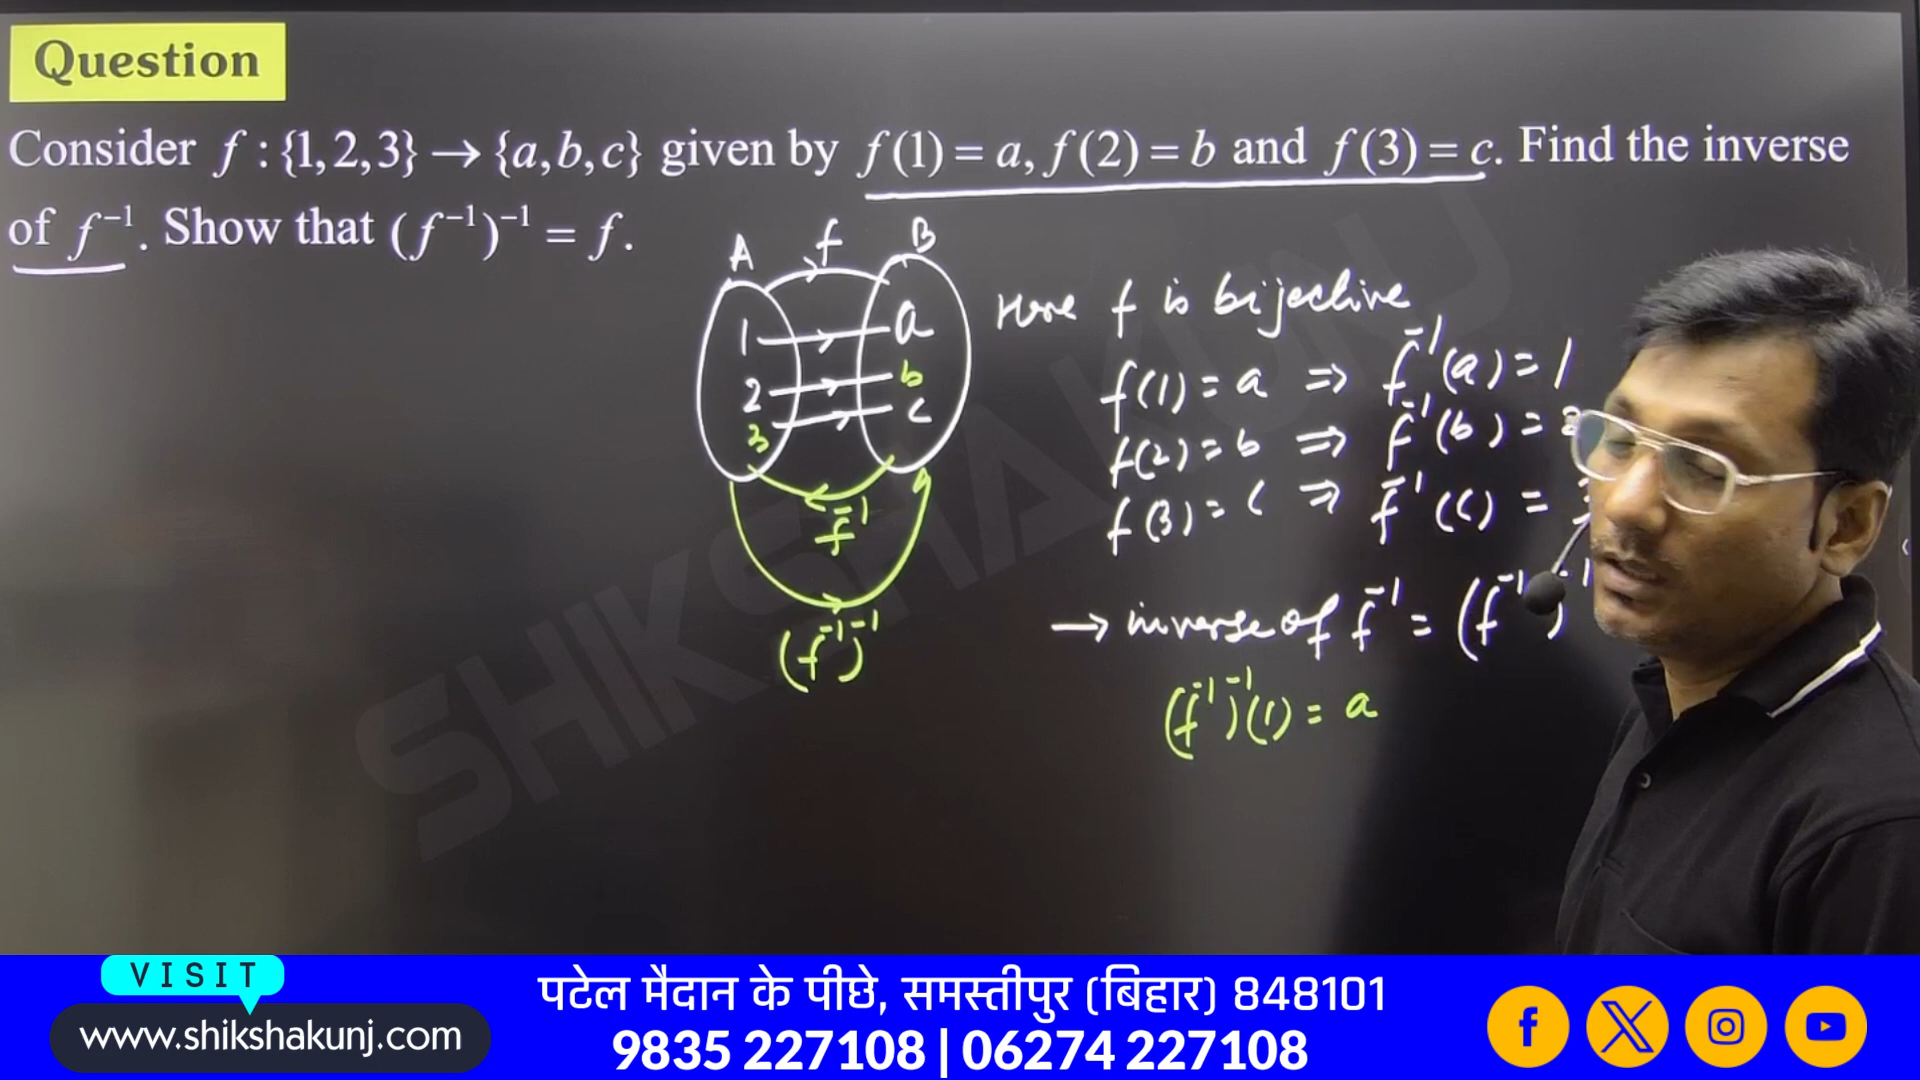 Question
Consider f : {1,2,3} → {a,b,c} given by f(1) = a, f(2) = b and f(3) = c. Find the inverse
of f⁻¹. Show that (f⁻¹)⁻¹ = f.
A f B
1 a
2 b
3 c
f⁻¹
(f⁻¹)⁻¹
Here f is bijective
f(1) = a ⇒ f⁻¹(a) = 1
f(2) = b ⇒ f⁻¹(b) =
f(3) = c ⇒ f⁻¹(c) =
→ inverse of f⁻¹ = (f⁻¹)⁻¹
(f⁻¹)⁻¹(1) = a
SHIKSHAKUNJ
VISIT
www.shikshakunj.com
पटेल मैदान के पीछे, समस्तीपुर (बिहार) 848101
9835 227108 | 06274 227108